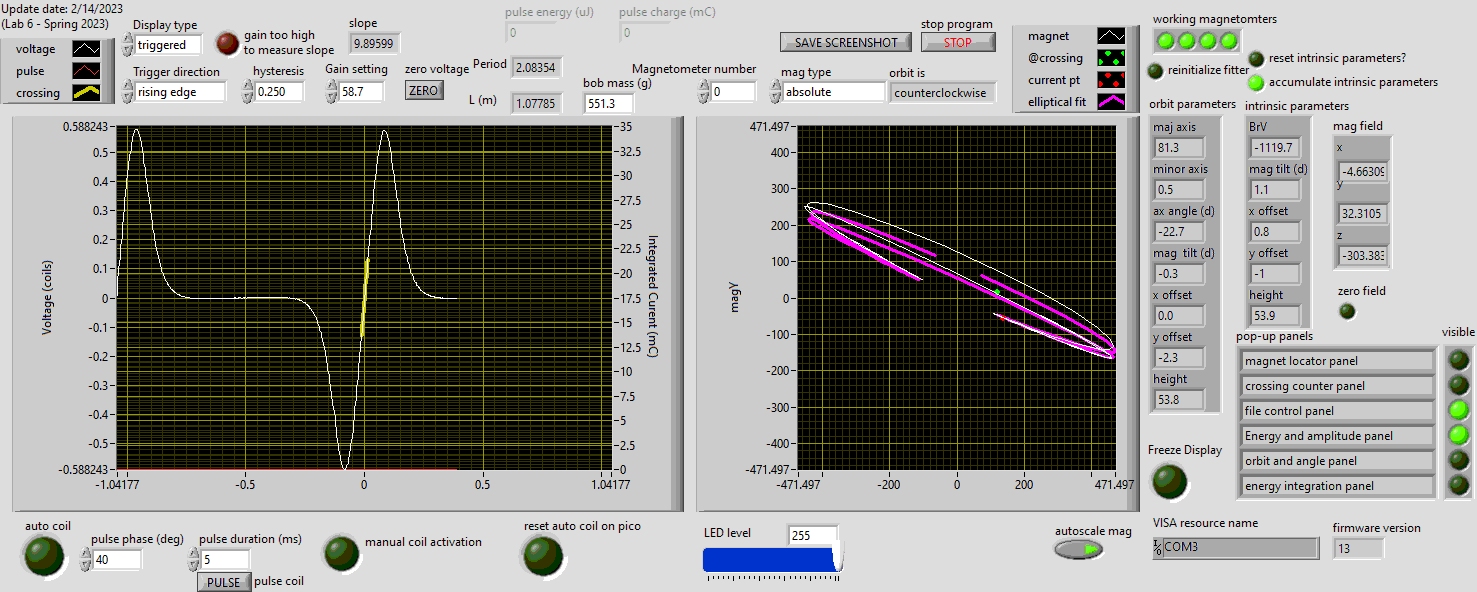 Update date: 2/14/2023
(Lab 6 - Spring 2023)
voltage
pulse
crossing
Display type
triggered
gain too high
to measure slope
slope
9.89599
pulse energy (uJ)
0
pulse charge (mC)
0
SAVE SCREENSHOT
stop program
STOP
Trigger direction
rising edge
hysteresis
0.250
Gain setting
58.7
zero voltage
ZERO
Period
2.08354
L (m)
1.07785
bob mass (g)
551.3
Magnetometer number
0
mag type
absolute
orbit is
counterclockwise
magnet
@crossing
current pt
elliptical fit
working magnetomters
reinitialize fitter
reset intrinsic parameters?
accumulate intrinsic parameters
Voltage (coils)
0.588243
0.5
0.4
0.3
0.2
0.1
0
-0.1
-0.2
-0.3
-0.4
-0.5
-0.588243
-1.04177
-0.5
0
0.5
1.04177
35
32.5
30
27.5
25
22.5
20
17.5
15
12.5
10
7.5
5
2.5
0
Integrated Current (mC)
magY
471.497
400
300
200
100
0
-100
-200
-300
-400
-471.497
-471.497
-200
0
200
471.497
orbit parameters
maj axis
81.3
minor axis
0.5
ax angle (d)
-22.7
mag tilt (d)
-0.3
x offset
0.0
y offset
-2.3
height
53.8
intrinsic parameters
BrV
-1119.7
mag tilt (d)
1.1
x offset
0.8
y offset
-1
height
53.9
mag field
x
-4.66309
y
32.3105
z
-303.383
zero field
pop-up panels
visible
magnet locator panel
crossing counter panel
file control panel
Energy and amplitude panel
orbit and angle panel
energy integration panel
Freeze Display
auto coil
pulse phase (deg)
40
pulse duration (ms)
5
PULSE
pulse coil
manual coil activation
reset auto coil on pico
LED level
255
autoscale mag
VISA resource name
COM3
firmware version
13